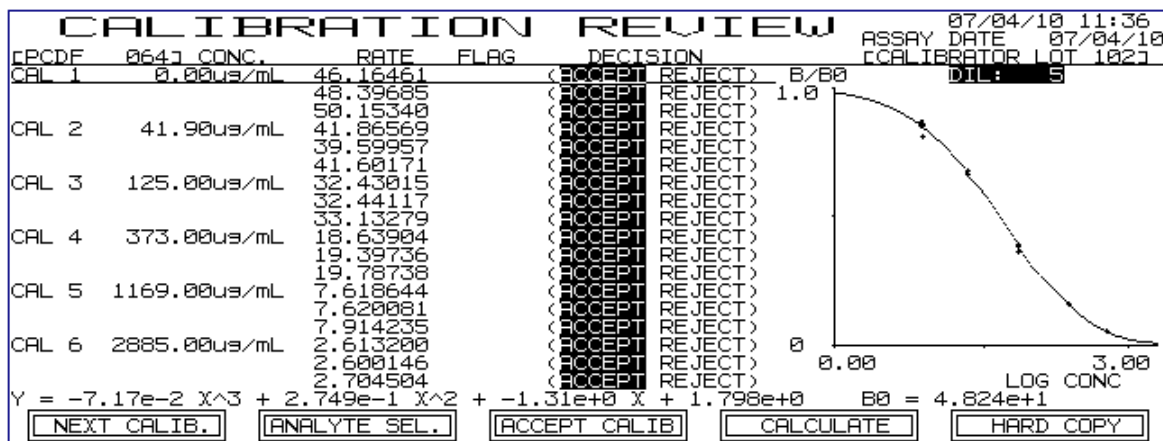 CALIBRATION REVIEW 07/04/10 11:36
ASSAY DATE 07/04/10
[PCDF 064] CONC. RATE FLAG DECISION [CALIBRATOR LOT 102]
CAL 1 0.00ug/mL 46.16461 (ACCEPT REJECT) B/B0 DIL: 5
48.39685 (ACCEPT REJECT) 1.0
50.15340 (ACCEPT REJECT)
CAL 2 41.90ug/mL 41.86569 (ACCEPT REJECT)
39.59957 (ACCEPT REJECT)
41.60171 (ACCEPT REJECT)
CAL 3 125.00ug/mL 32.43015 (ACCEPT REJECT)
32.44117 (ACCEPT REJECT)
33.13279 (ACCEPT REJECT)
CAL 4 373.00ug/mL 18.63904 (ACCEPT REJECT)
19.39736 (ACCEPT REJECT)
19.78738 (ACCEPT REJECT)
CAL 5 1169.00ug/mL 7.618644 (ACCEPT REJECT)
7.620081 (ACCEPT REJECT)
7.914235 (ACCEPT REJECT)
CAL 6 2885.00ug/mL 2.613200 (ACCEPT REJECT) 0
2.600146 (ACCEPT REJECT) 0.00 3.00
2.704504 (ACCEPT REJECT) LOG CONC
Y = -7.17e-2 X^3 + 2.749e-1 X^2 + -1.31e+0 X + 1.798e+0 B0 = 4.824e+1
NEXT CALIB. ANALYTE SEL. ACCEPT CALIB CALCULATE HARD COPY